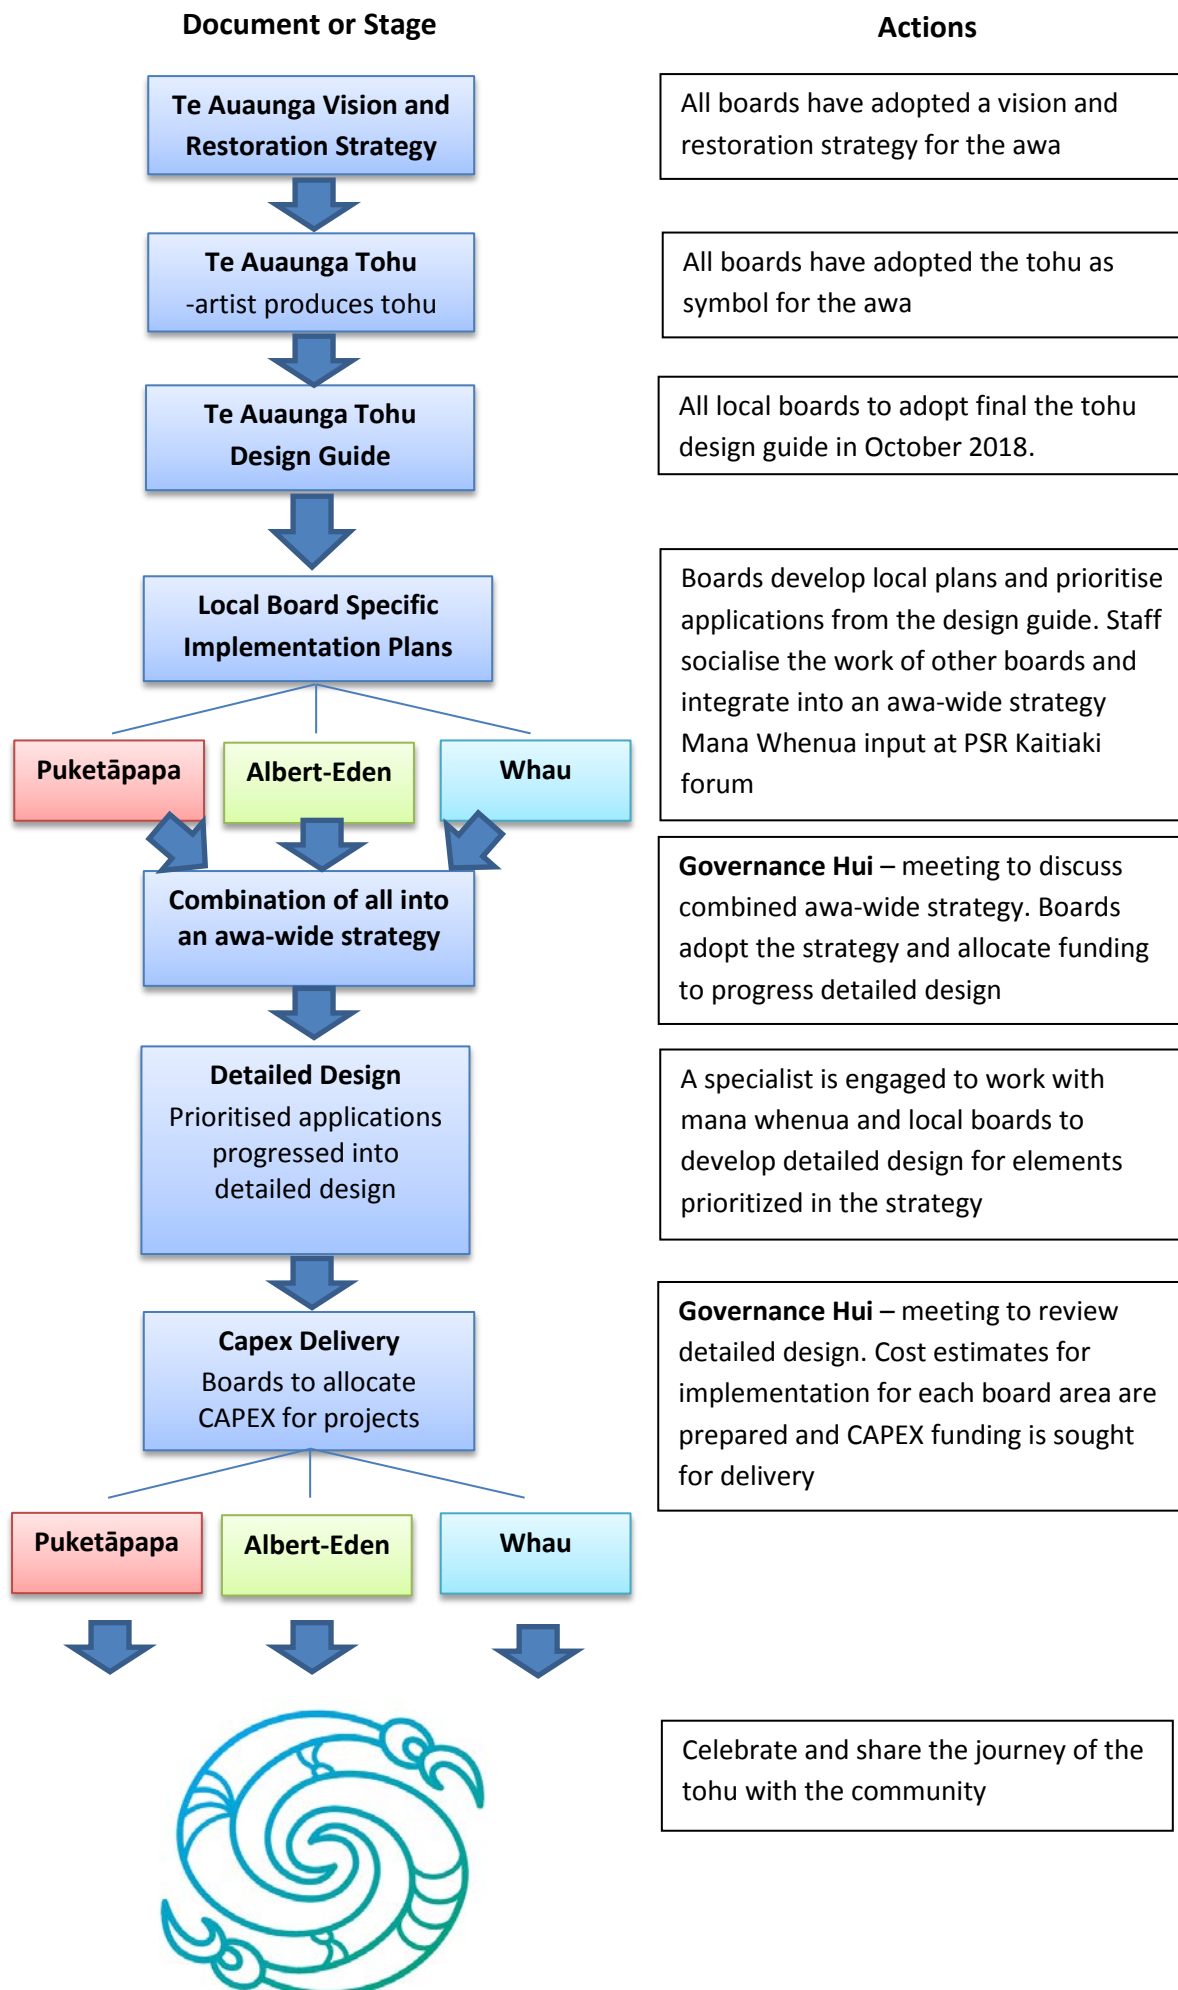 Document or Stage
Actions
Te Auaunga Vision and
Restoration Strategy
All boards have adopted a vision and
restoration strategy for the awa
Te Auaunga Tohu
-artist produces tohu
All boards have adopted the tohu as
symbol for the awa
Te Auaunga Tohu
Design Guide
All local boards to adopt final the tohu
design guide in October 2018.
Local Board Specific
Implementation Plans
Boards develop local plans and prioritise
applications from the design guide. Staff
socialise the work of other boards and
integrate into an awa-wide strategy
Mana Whenua input at PSR Kaitiaki
forum
Puketāpapa
Albert-Eden
Whau
Combination of all into
an awa-wide strategy
Governance Hui – meeting to discuss
combined awa-wide strategy. Boards
adopt the strategy and allocate funding
to progress detailed design
Detailed Design
Prioritised applications
progressed into
detailed design
A specialist is engaged to work with
mana whenua and local boards to
develop detailed design for elements
prioritized in the strategy
Capex Delivery
Boards to allocate
CAPEX for projects
Governance Hui – meeting to review
detailed design. Cost estimates for
implementation for each board area are
prepared and CAPEX funding is sought
for delivery
Puketāpapa
Albert-Eden
Whau
Celebrate and share the journey of the
tohu with the community